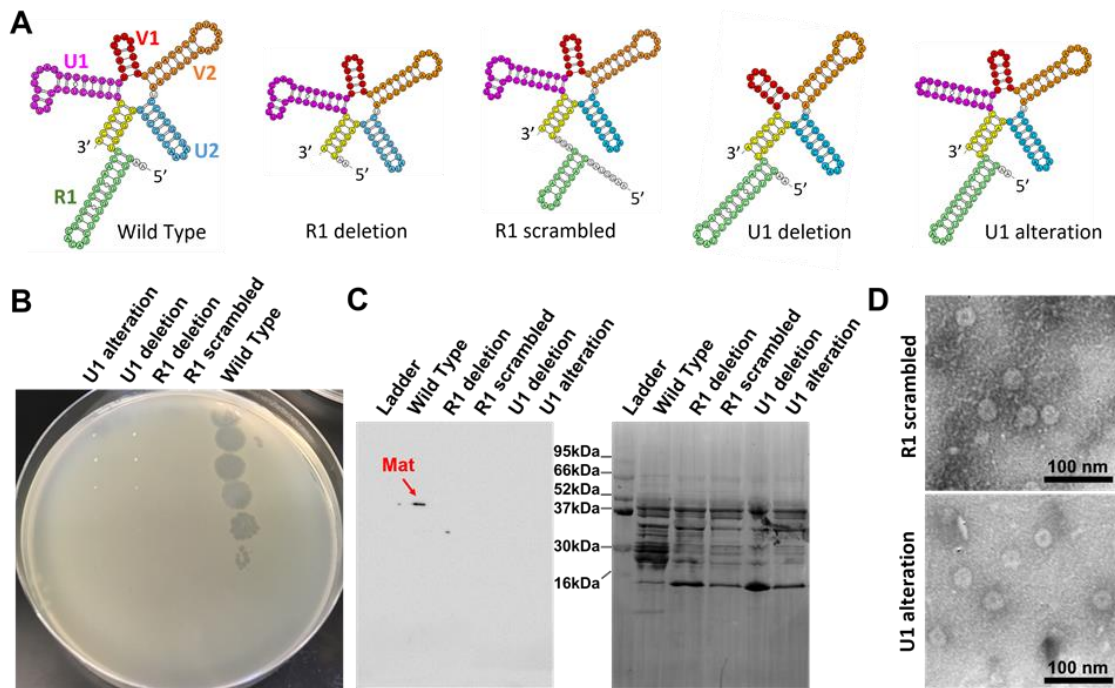 A
U1
V1
V2
3'
U2
R1
5'
Wild Type
3'
5'
R1 deletion
3'
5'
R1 scrambled
3'
5'
U1 deletion
3'
5'
U1 alteration
B
U1 alteration
U1 deletion
R1 deletion
R1 scrambled
Wild Type
C
Ladder
Wild Type
R1 deletion
R1 scrambled
U1 deletion
U1 alteration
Mat
Ladder
Wild Type
R1 deletion
R1 scrambled
U1 deletion
U1 alteration
95kDa
66kDa
52kDa
37kDa
30kDa
16kDa
D
R1 scrambled
100 nm
U1 alteration
100 nm